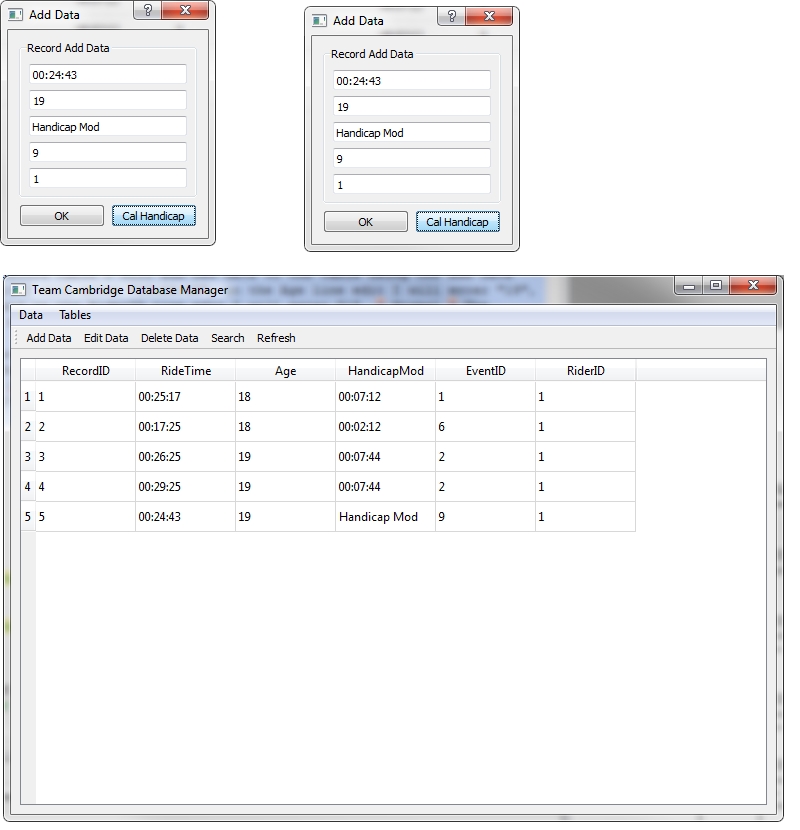 Add Data
Record Add Data
00:24:43
19
Handicap Mod
9
1
OK Cal Handicap
Add Data
Record Add Data
00:24:43
19
Handicap Mod
9
1
OK Cal Handicap
Team Cambridge Database Manager
Data Tables
Add Data Edit Data Delete Data Search Refresh
RecordID RideTime Age HandicapMod EventID RiderID
1 1 00:25:17 18 00:07:12 1 1
2 2 00:17:25 18 00:02:12 6 1
3 3 00:26:25 19 00:07:44 2 1
4 4 00:29:25 19 00:07:44 2 1
5 5 00:24:43 19 Handicap Mod 9 1